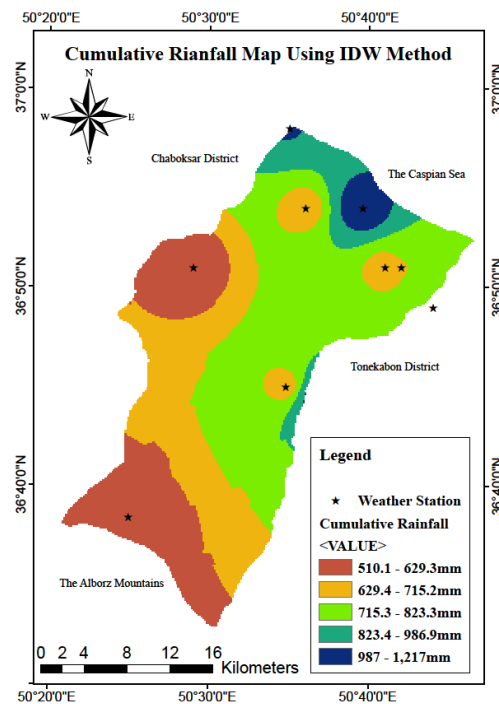 50°20'0"E 50°30'0"E 50°40'0"E
Cumulative Rianfall Map Using IDW Method
37°0'0"N
37°0'0"N
N
W E
S
Chaboksar District
The Caspian Sea
36°50'0"N
36°50'0"N
Tonekabon District
36°40'0"N
36°40'0"N
The Alborz Mountains
Legend
Weather Station
Cumulative Rainfall
<VALUE>
510.1 - 629.3mm
629.4 - 715.2mm
715.3 - 823.3mm
823.4 - 986.9mm
987 - 1,217mm
0 2 4 8 12 16
Kilometers
50°20'0"E 50°30'0"E 50°40'0"E